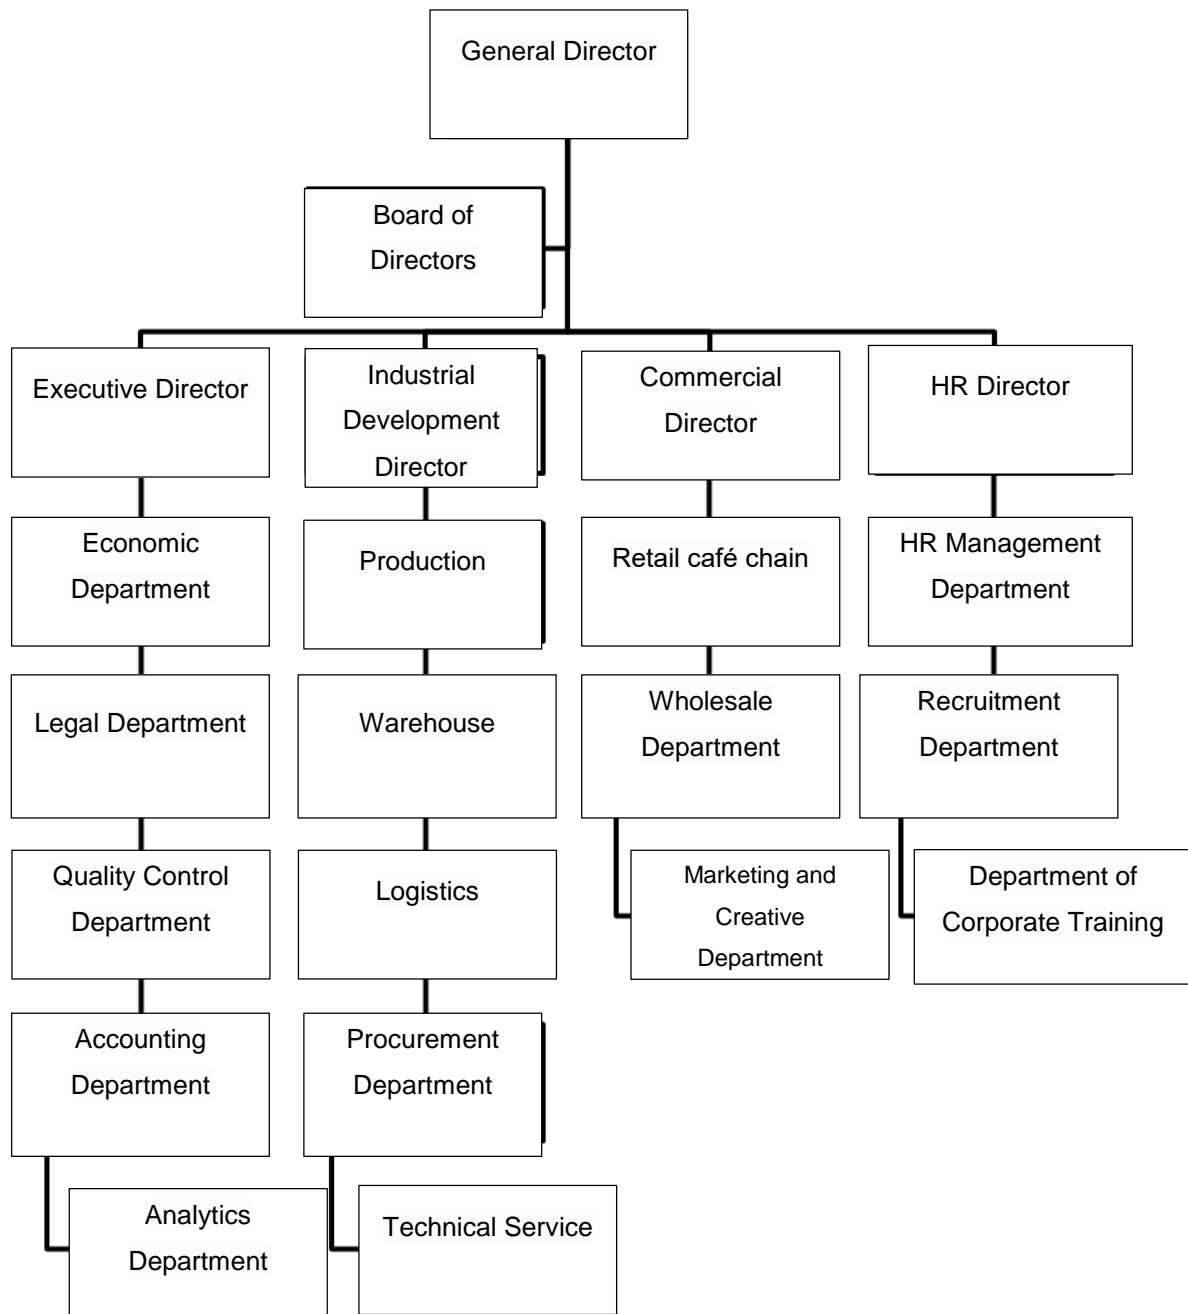 General Director
Board of
Directors
Executive Director
Industrial
Development
Director
Commercial
Director
HR Director
Economic
Department
Production
Retail café chain
HR Management
Department
Legal Department
Warehouse
Wholesale
Department
Recruitment
Department
Quality Control
Department
Logistics
Marketing and
Creative
Department
Department of
Corporate Training
Accounting
Department
Procurement
Department
Analytics
Department
Technical Service